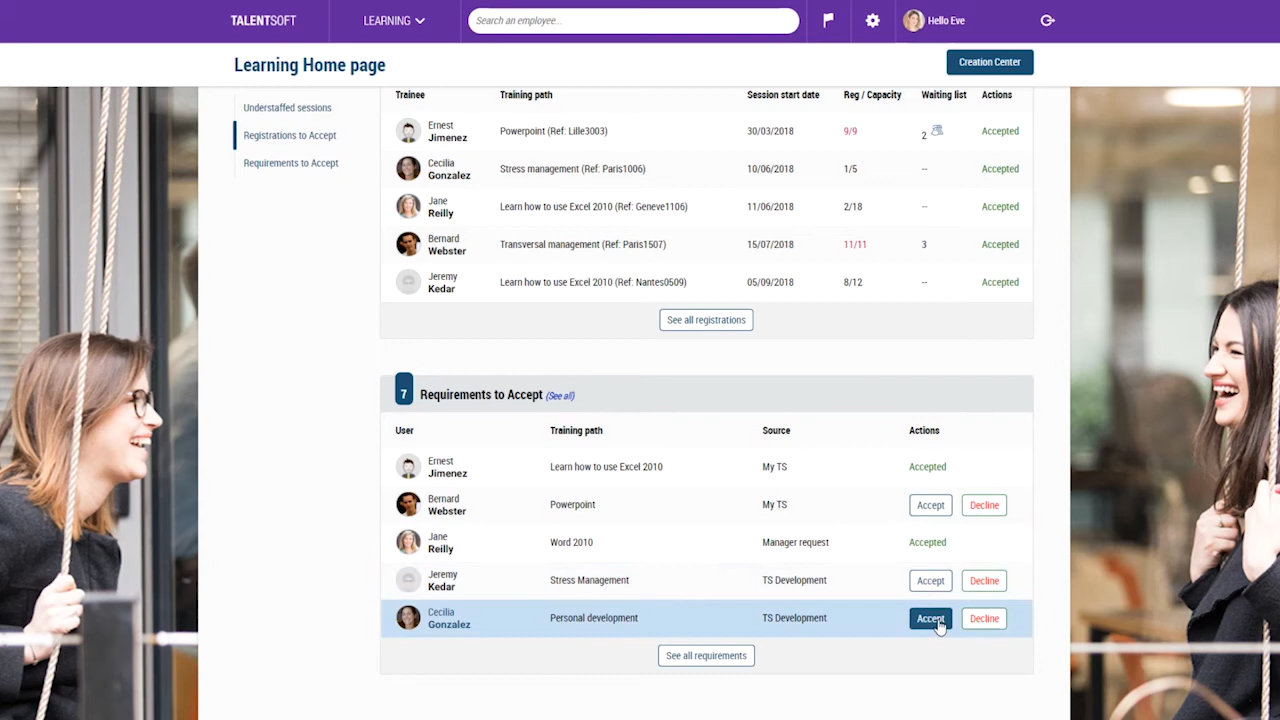 TALENTSOFT
LEARNING
Search an employee...
Hello Eve
Learning Home page
Creation Center
Understaffed sessions
Registrations to Accept
Requirements to Accept
Trainee Training path Session start date Reg / Capacity Waiting list Actions
Ernest
Jimenez
Powerpoint (Ref: Lille3003) 30/03/2018 9/9 2 Accepted
Cecilia
Gonzalez
Stress management (Ref: Paris1006) 10/06/2018 1/5 -- Accepted
Jane
Reilly
Learn how to use Excel 2010 (Ref: Geneve1106) 11/06/2018 2/18 -- Accepted
Bernard
Webster
Transversal management (Ref: Paris1507) 15/07/2018 11/11 3 Accepted
Jeremy
Kedar
Learn how to use Excel 2010 (Ref: Nantes0509) 05/09/2018 8/12 -- Accepted
See all registrations
7 Requirements to Accept (See all)
User Training path Source Actions
Ernest
Jimenez
Learn how to use Excel 2010 My TS Accepted
Bernard
Webster
Powerpoint My TS Accept Decline
Jane
Reilly
Word 2010 Manager request Accepted
Jeremy
Kedar
Stress Management TS Development Accept Decline
Cecilia
Gonzalez
Personal development TS Development Accept Decline
See all requirements